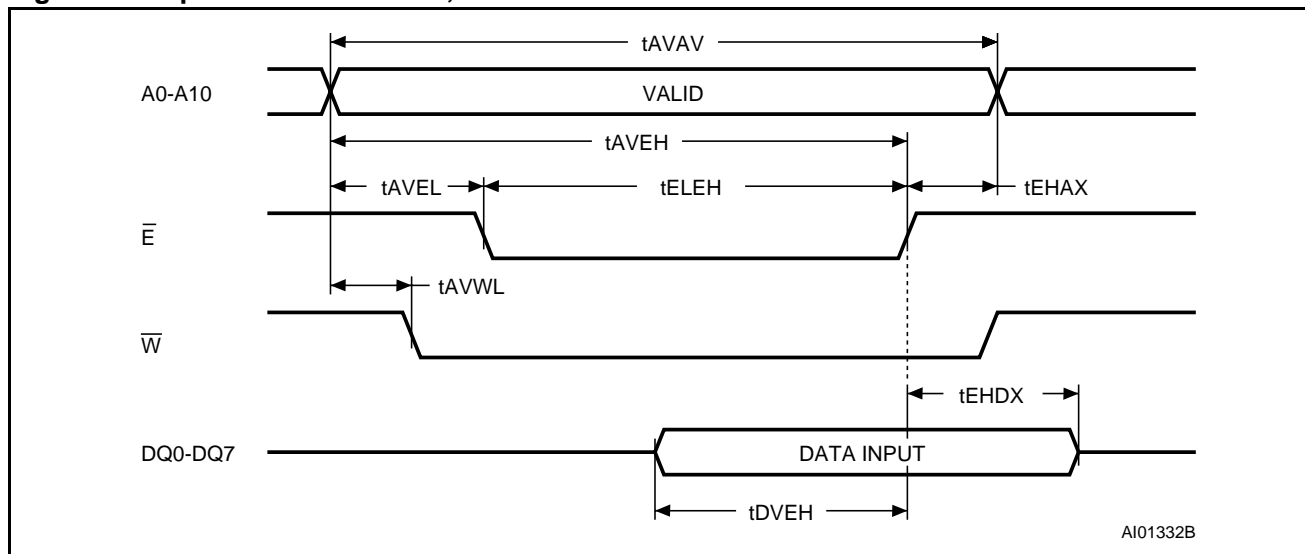 tAVAV
A0-A10
VALID
tAVEH
tAVEL
tELEH
tEHAX
E̅
tAVWL
W̅
tEHDX
DQ0-DQ7
DATA INPUT
tDVEH
AI01332B